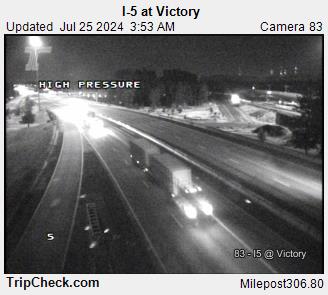 I-5 at Victory
Updated Jul 25 2024 3:53 AM Camera 83
HIGH PRESSURE
S
83 - I5 @ Victory
TripCheck.com Milepost306.80